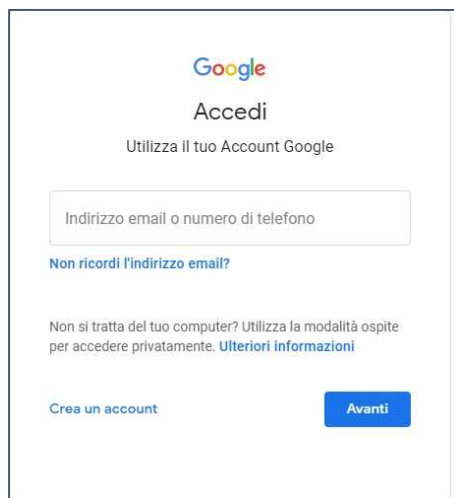 Google
Accedi
Utilizza il tuo Account Google
Indirizzo email o numero di telefono
Non ricordi l'indirizzo email?
Non si tratta del tuo computer? Utilizza la modalità ospite
per accedere privatamente. Ulteriori informazioni
Crea un account
Avanti